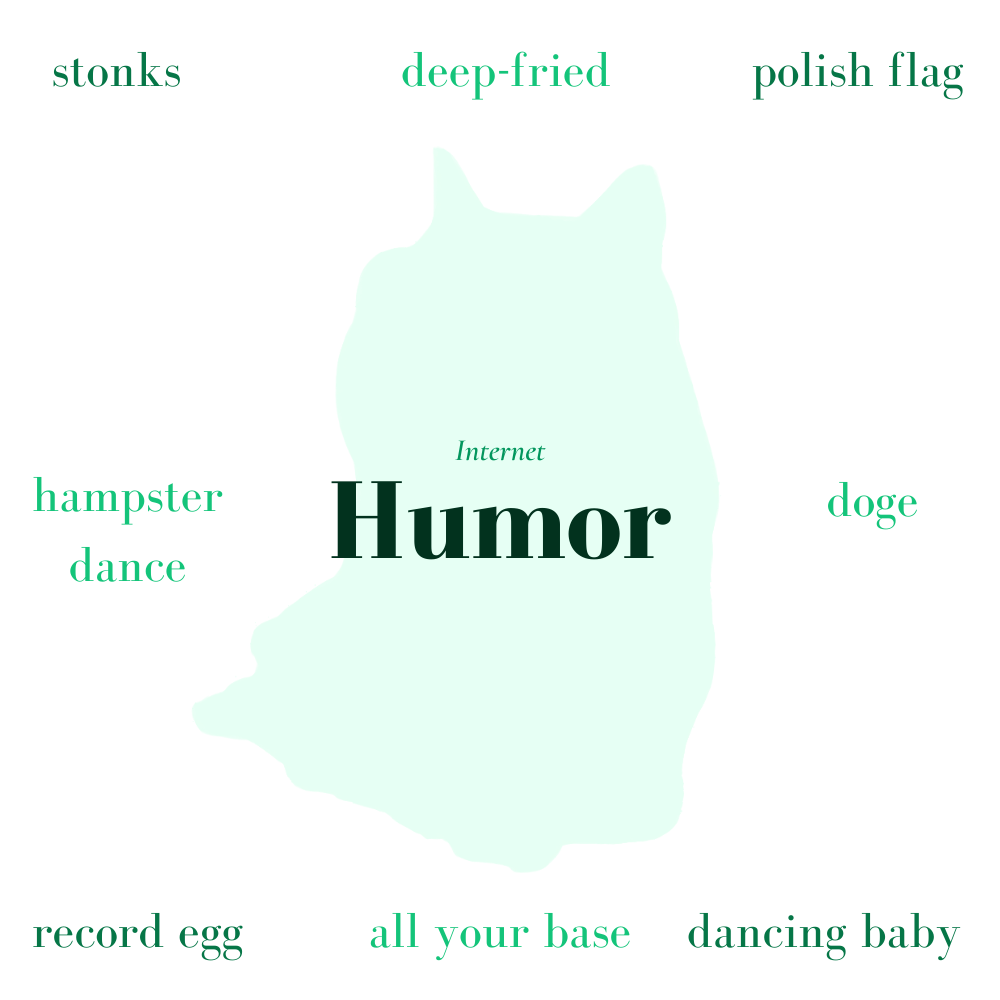 stonks
deep-fried
polish flag
Internet
Humor
hampster
dance
doge
record egg
all your base
dancing baby